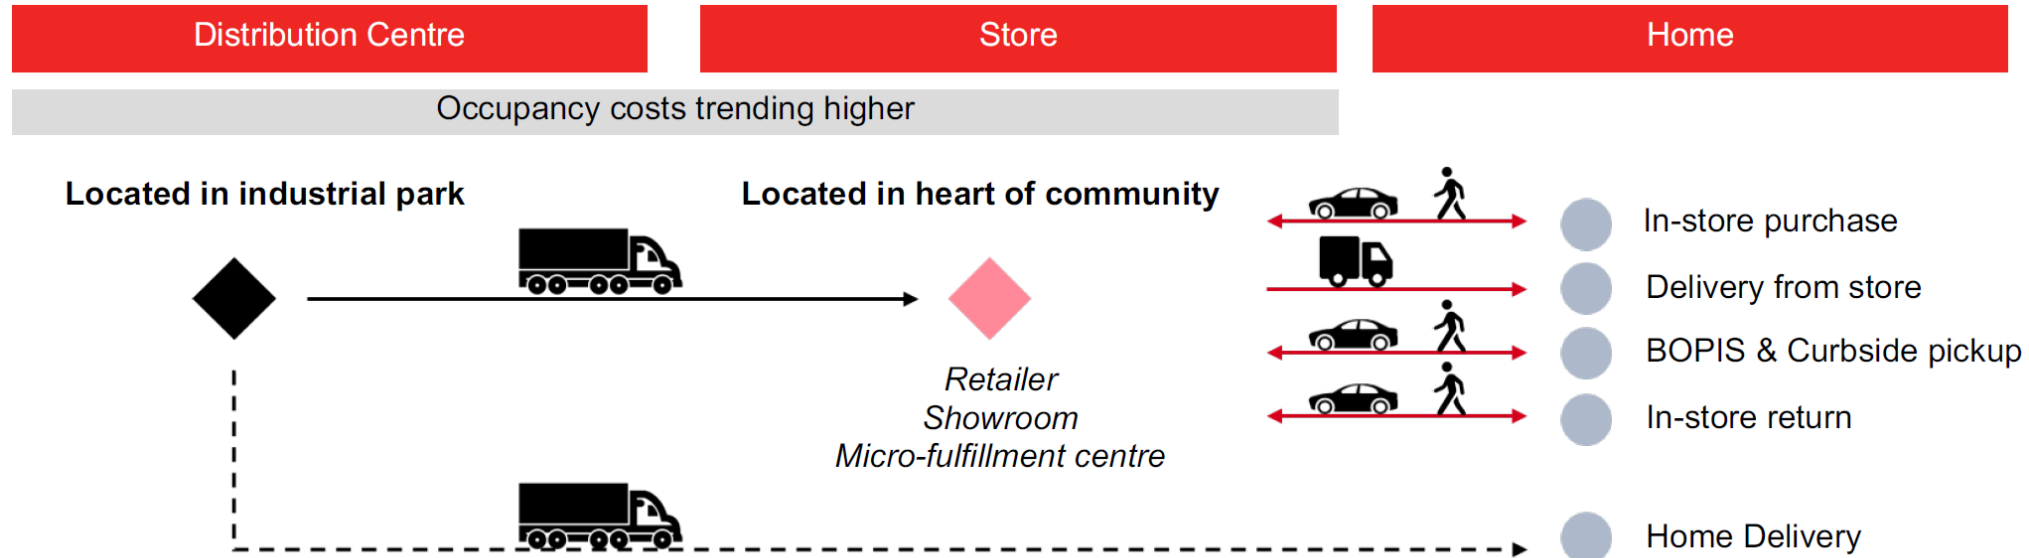 Distribution Centre
Store
Home
Occupancy costs trending higher
Located in industrial park
Located in heart of community
In-store purchase
Delivery from store
BOPIS & Curbside pickup
In-store return
Retailer
Showroom
Micro-fulfillment centre
Home Delivery